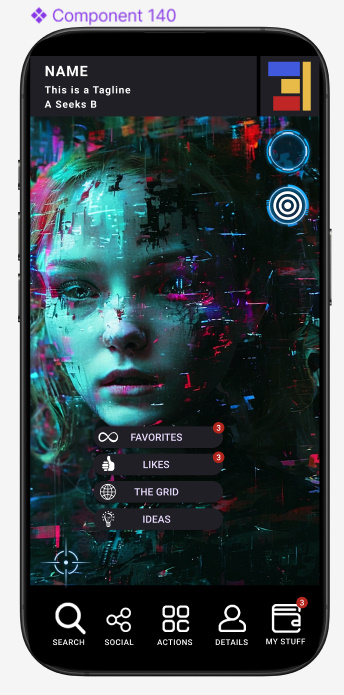 Component 140
NAME
This is a Tagline
A Seeks B
FAVORITES
3
LIKES
3
THE GRID
IDEAS
3
SEARCH
SOCIAL
ACTIONS
DETAILS
MY STUFF